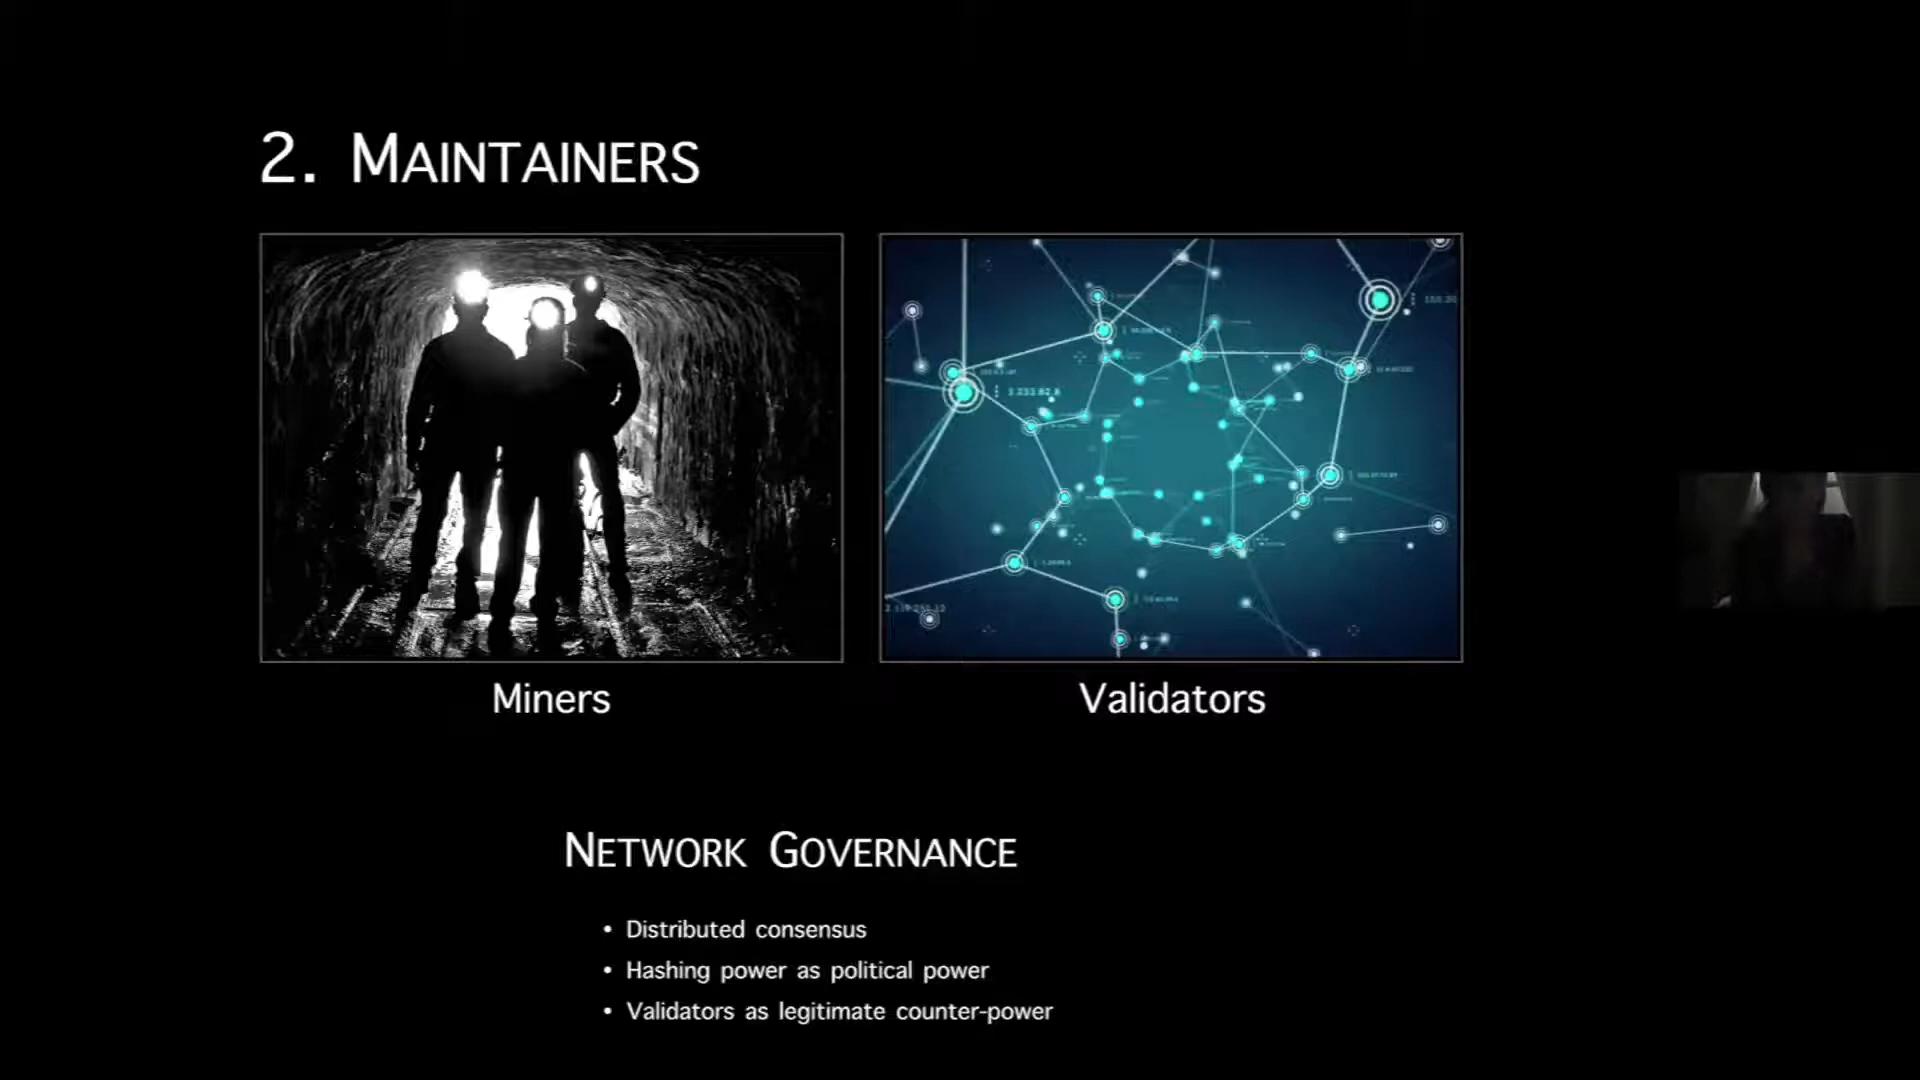 2. MAINTAINERS
Miners
Validators
NETWORK GOVERNANCE
• Distributed consensus
• Hashing power as political power
• Validators as legitimate counter-power